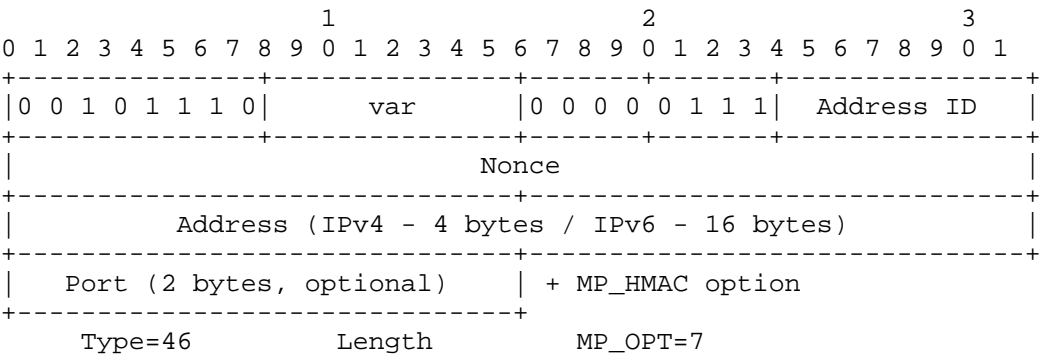 1                   2                   3
 0 1 2 3 4 5 6 7 8 9 0 1 2 3 4 5 6 7 8 9 0 1 2 3 4 5 6 7 8 9 0 1
+---------------+---------------+-------+-------+---------------+
|0 0 1 0 1 1 1 0|      var      |0 0 0 0 0 1 1 1|  Address ID   |
+---------------+---------------+-------+-------+---------------+
|                             Nonce                             |
+-------------------------------+-------------------------------+
|          Address (IPv4 - 4 bytes / IPv6 - 16 bytes)           |
+-------------------------------+-------------------------------+
|   Port (2 bytes, optional)    | + MP_HMAC option
+-------------------------------+
     Type=46         Length         MP_OPT=7